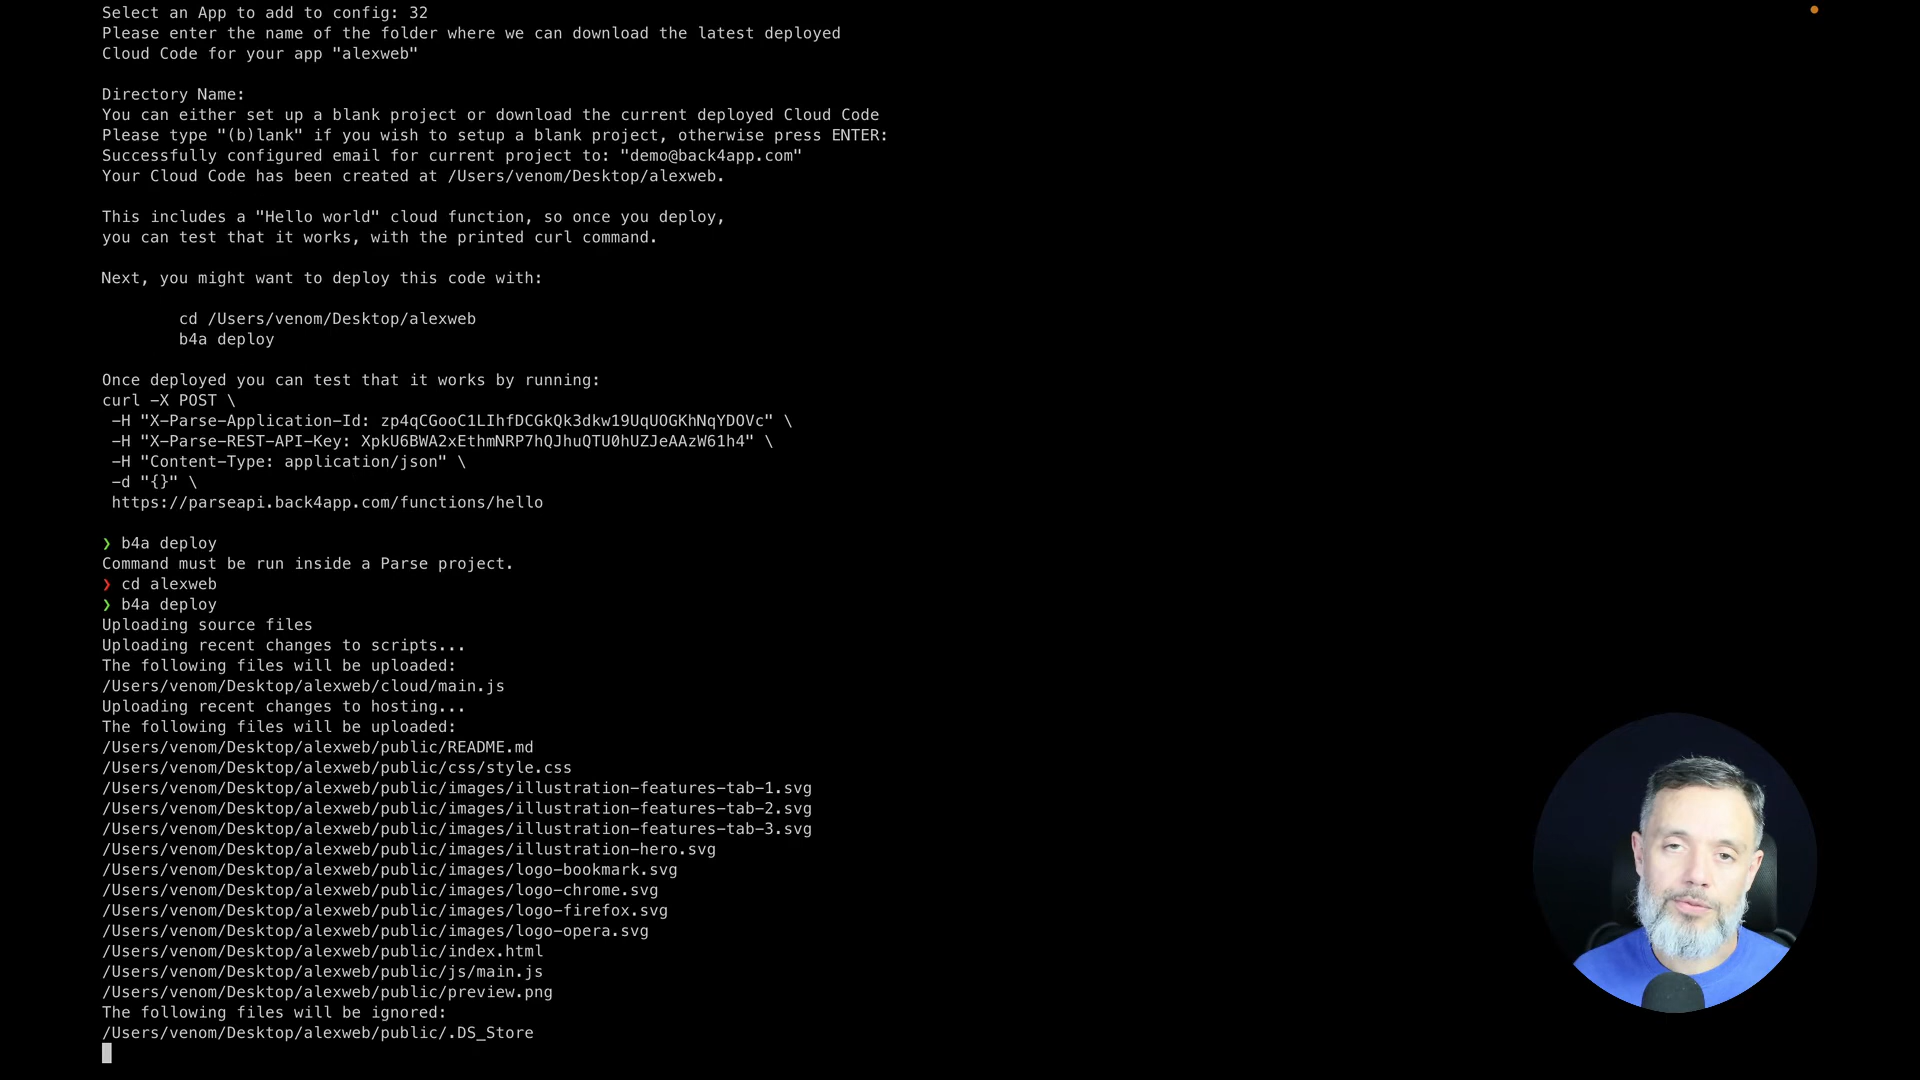 Select an App to add to config: 32
Please enter the name of the folder where we can download the latest deployed
Cloud Code for your app "alexweb"
Directory Name:
You can either set up a blank project or download the current deployed Cloud Code
Please type "(b)lank" if you wish to setup a blank project, otherwise press ENTER:
Successfully configured email for current project to: "demo@back4app.com"
Your Cloud Code has been created at /Users/venom/Desktop/alexweb.
This includes a "Hello world" cloud function, so once you deploy,
you can test that it works, with the printed curl command.
Next, you might want to deploy this code with:
cd /Users/venom/Desktop/alexweb
b4a deploy
Once deployed you can test that it works by running:
curl -X POST \
-H "X-Parse-Application-Id: zp4qCGooC1LIhfDCGkQk3dkw19UqUOGKhNqYDOVc" \
-H "X-Parse-REST-API-Key: XpkU6BWA2xEthmNRP7hQJhuQTU0hUZJeAAzW61h4" \
-H "Content-Type: application/json" \
-d "{}" \
https://parseapi.back4app.com/functions/hello
❯ b4a deploy
Command must be run inside a Parse project.
❯ cd alexweb
❯ b4a deploy
Uploading source files
Uploading recent changes to scripts...
The following files will be uploaded:
/Users/venom/Desktop/alexweb/cloud/main.js
Uploading recent changes to hosting...
The following files will be uploaded:
/Users/venom/Desktop/alexweb/public/README.md
/Users/venom/Desktop/alexweb/public/css/style.css
/Users/venom/Desktop/alexweb/public/images/illustration-features-tab-1.svg
/Users/venom/Desktop/alexweb/public/images/illustration-features-tab-2.svg
/Users/venom/Desktop/alexweb/public/images/illustration-features-tab-3.svg
/Users/venom/Desktop/alexweb/public/images/illustration-hero.svg
/Users/venom/Desktop/alexweb/public/images/logo-bookmark.svg
/Users/venom/Desktop/alexweb/public/images/logo-chrome.svg
/Users/venom/Desktop/alexweb/public/images/logo-firefox.svg
/Users/venom/Desktop/alexweb/public/images/logo-opera.svg
/Users/venom/Desktop/alexweb/public/index.html
/Users/venom/Desktop/alexweb/public/js/main.js
/Users/venom/Desktop/alexweb/public/preview.png
The following files will be ignored:
/Users/venom/Desktop/alexweb/public/.DS_Store